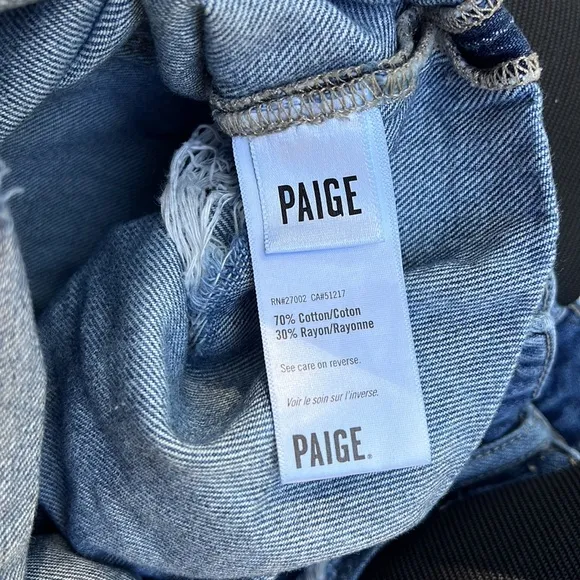 PAIGE
RN#27002 CA#51217
70% Cotton/Coton
30% Rayon/Rayonne
See care on reverse.
Voir le soin sur l'inverse.
PAIGE®